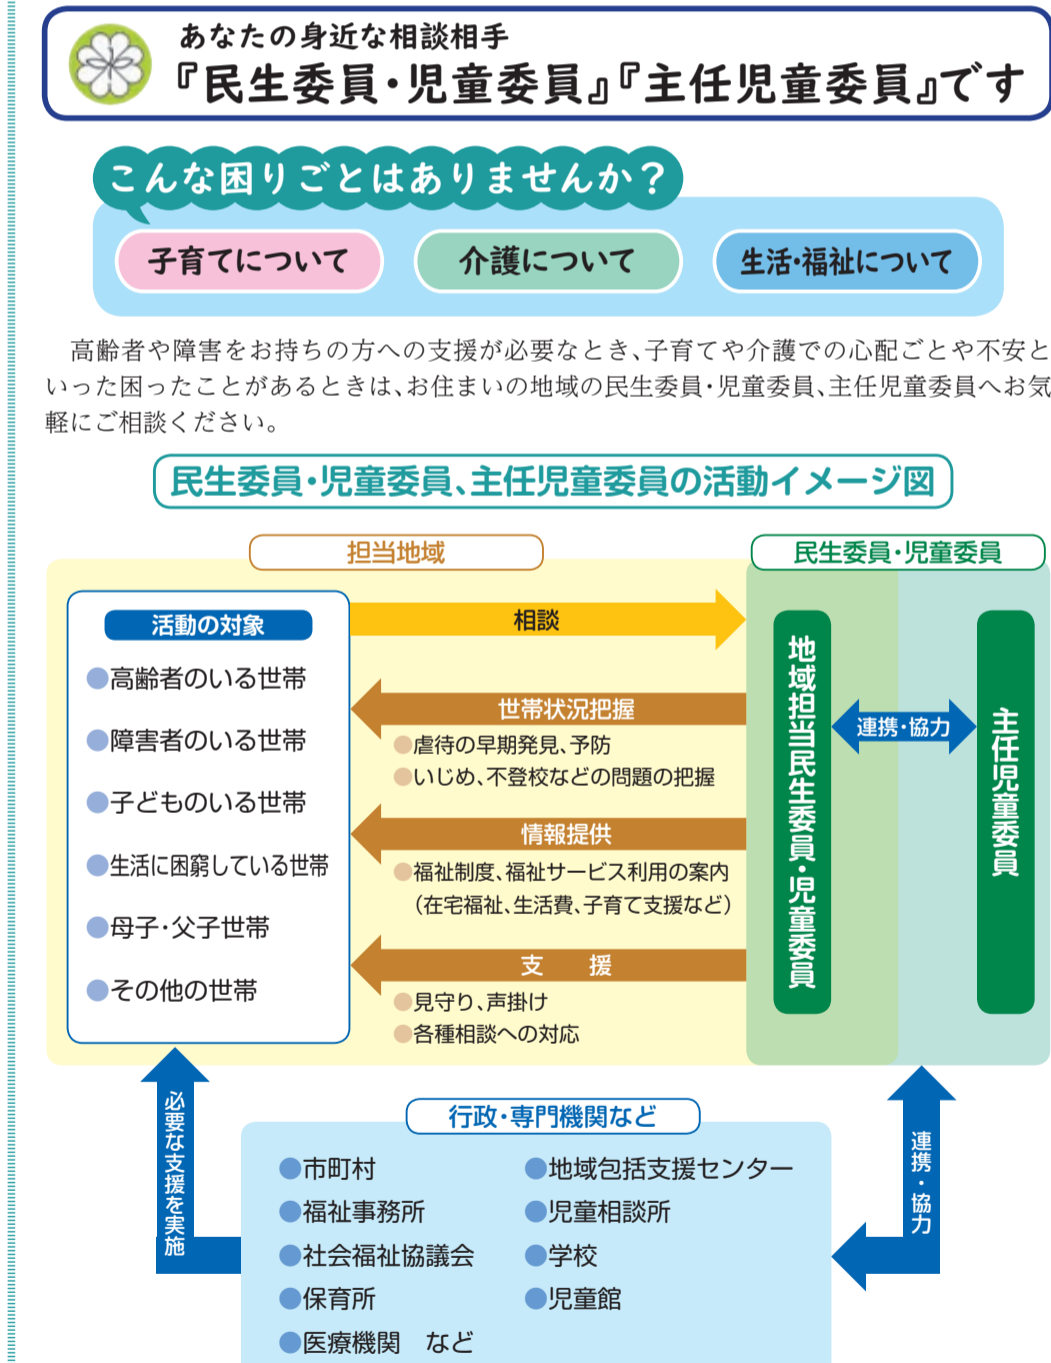 あなたの身近な相談相手
『民生委員・児童委員』『主任児童委員』です
こんな困りごとはありませんか？
子育てについて
介護について
生活・福祉について
高齢者や障害をお持ちの方への支援が必要なとき、子育てや介護での心配ごとや不安と
いった困ったことがあるときは、お住まいの地域の民生委員・児童委員、主任児童委員へお気
軽にご相談ください。
民生委員・児童委員、主任児童委員の活動イメージ図
担当地域
民生委員・児童委員
活動の対象
●高齢者のいる世帯
●障害者のいる世帯
●子どものいる世帯
●生活に困窮している世帯
●母子・父子世帯
●その他の世帯
相談
世帯状況把握
●虐待の早期発見、予防
●いじめ、不登校などの問題の把握
情報提供
●福祉制度、福祉サービス利用の案内
（在宅福祉、生活費、子育て支援など）
支　援
●見守り、声掛け
●各種相談への対応
地域担当民生委員・児童委員
連携・協力
主任児童委員
必要な支援を実施
行政・専門機関など
●市町村
●福祉事務所
●社会福祉協議会
●保育所
●医療機関　など
●地域包括支援センター
●児童相談所
●学校
●児童館
連携・協力